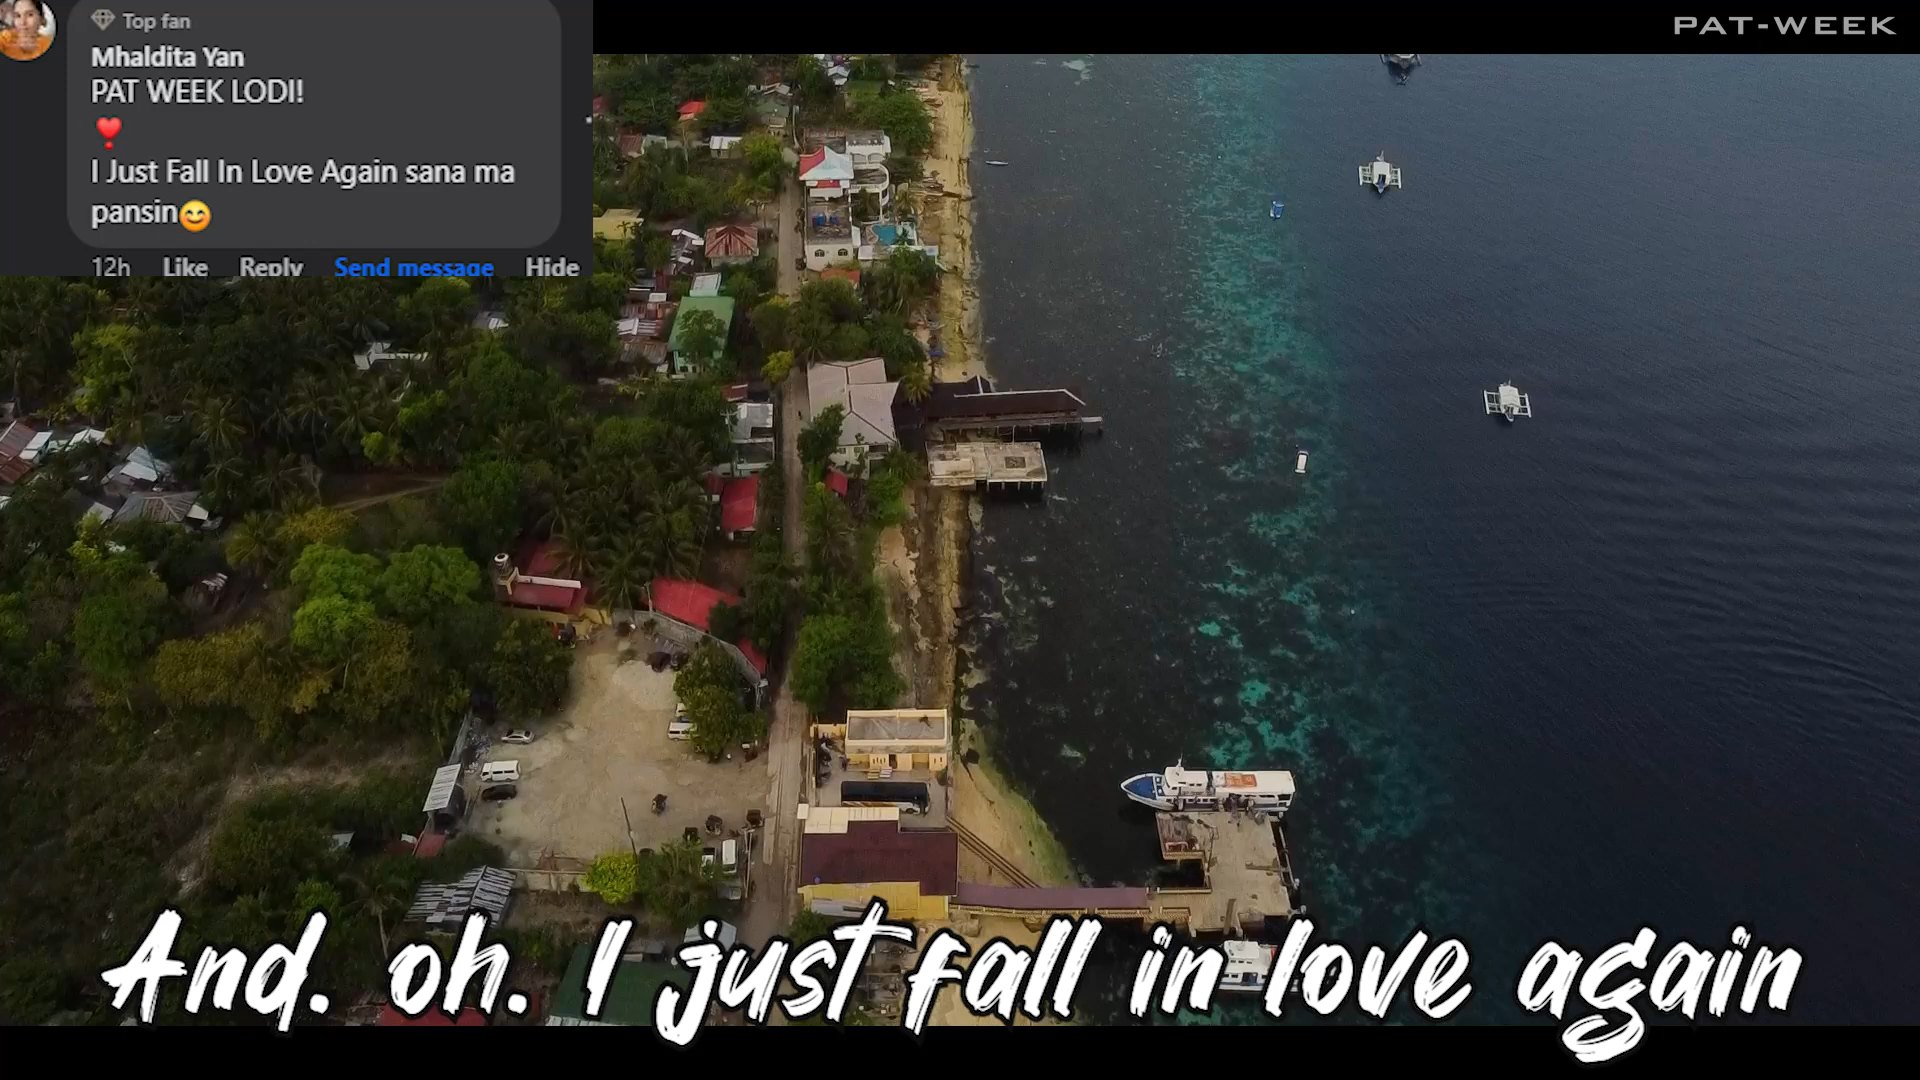 Top fan
PAT-WEEK
Mhaldita Yan
PAT WEEK LODI!
❣️
I Just Fall In Love Again sana ma
pansin😊
12h Like Reply Send message Hide
And. oh. I just fall in love again